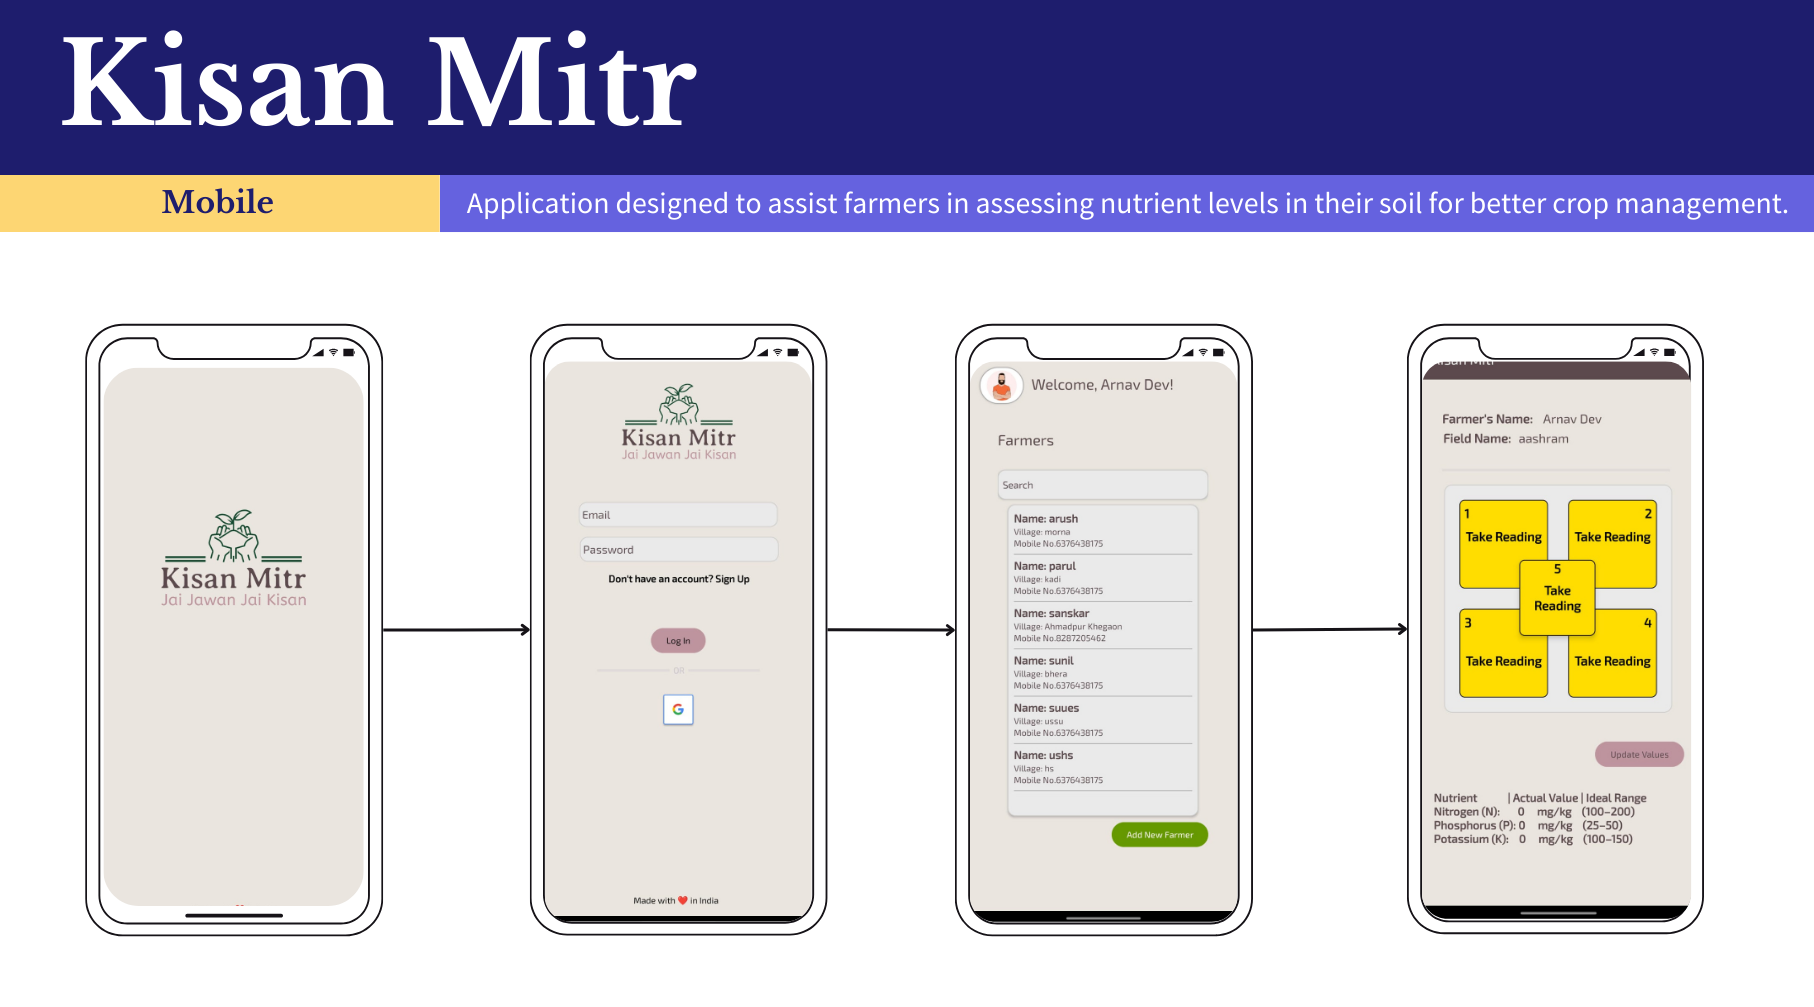 Kisan Mitr
Mobile
Application designed to assist farmers in assessing nutrient levels in their soil for better crop management.
Kisan Mitr
Jai Jawan Jai Kisan
Kisan Mitr
Jai Jawan Jai Kisan
Email
Password
Don't have an account? Sign Up
Log In
OR
G
Made with ❤️ in India
Welcome, Arnav Dev!
Farmers
Search
Name: arush
Village: morna
Mobile No.6376438175
Name: parul
Village: kadi
Mobile No.6376438175
Name: sanskar
Village: Ahmadpur Khegaon
Mobile No.8287205462
Name: sunil
Village: bhera
Mobile No.6376438175
Name: suues
Village: ussu
Mobile No.6376438175
Name: ushs
Village: hs
Mobile No.6376438175
Add New Farmer
Mitr
Farmer's Name: Arnav Dev
Field Name: aashram
1
Take Reading
2
Take Reading
5
Take
Reading
3
Take Reading
4
Take Reading
Update Values
Nutrient | Actual Value | Ideal Range
Nitrogen (N): 0 mg/kg (100–200)
Phosphorus (P): 0 mg/kg (25–50)
Potassium (K): 0 mg/kg (100–150)